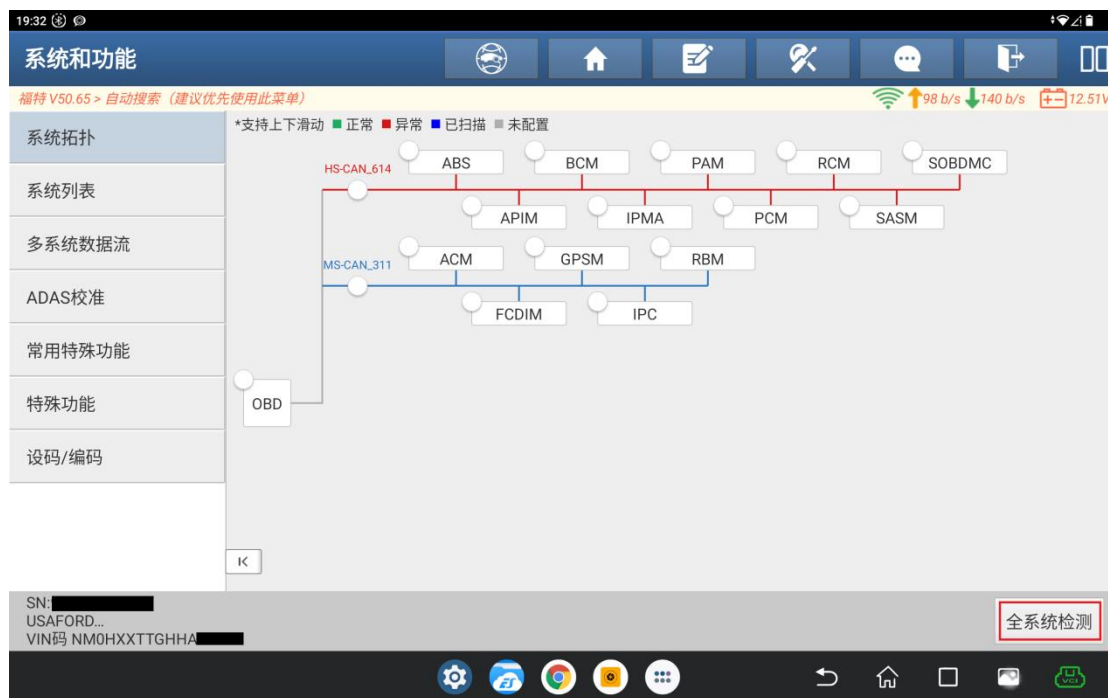 19:32
系统和功能
福特 V50.65 > 自动搜索（建议优先使用此菜单）
98 b/s 140 b/s 12.51V
系统拓扑
系统列表
多系统数据流
ADAS校准
常用特殊功能
特殊功能
设码/编码
*支持上下滑动 正常 异常 已扫描 未配置
HS-CAN_614
ABS BCM PAM RCM SOBDMC
APIM IPMA PCM SASM
MS-CAN_311
ACM GPSM RBM
FCDIM IPC
OBD
SN:
USAFORD...
VIN码 NM0HXXTTGHHA
全系统检测
ES
VCI